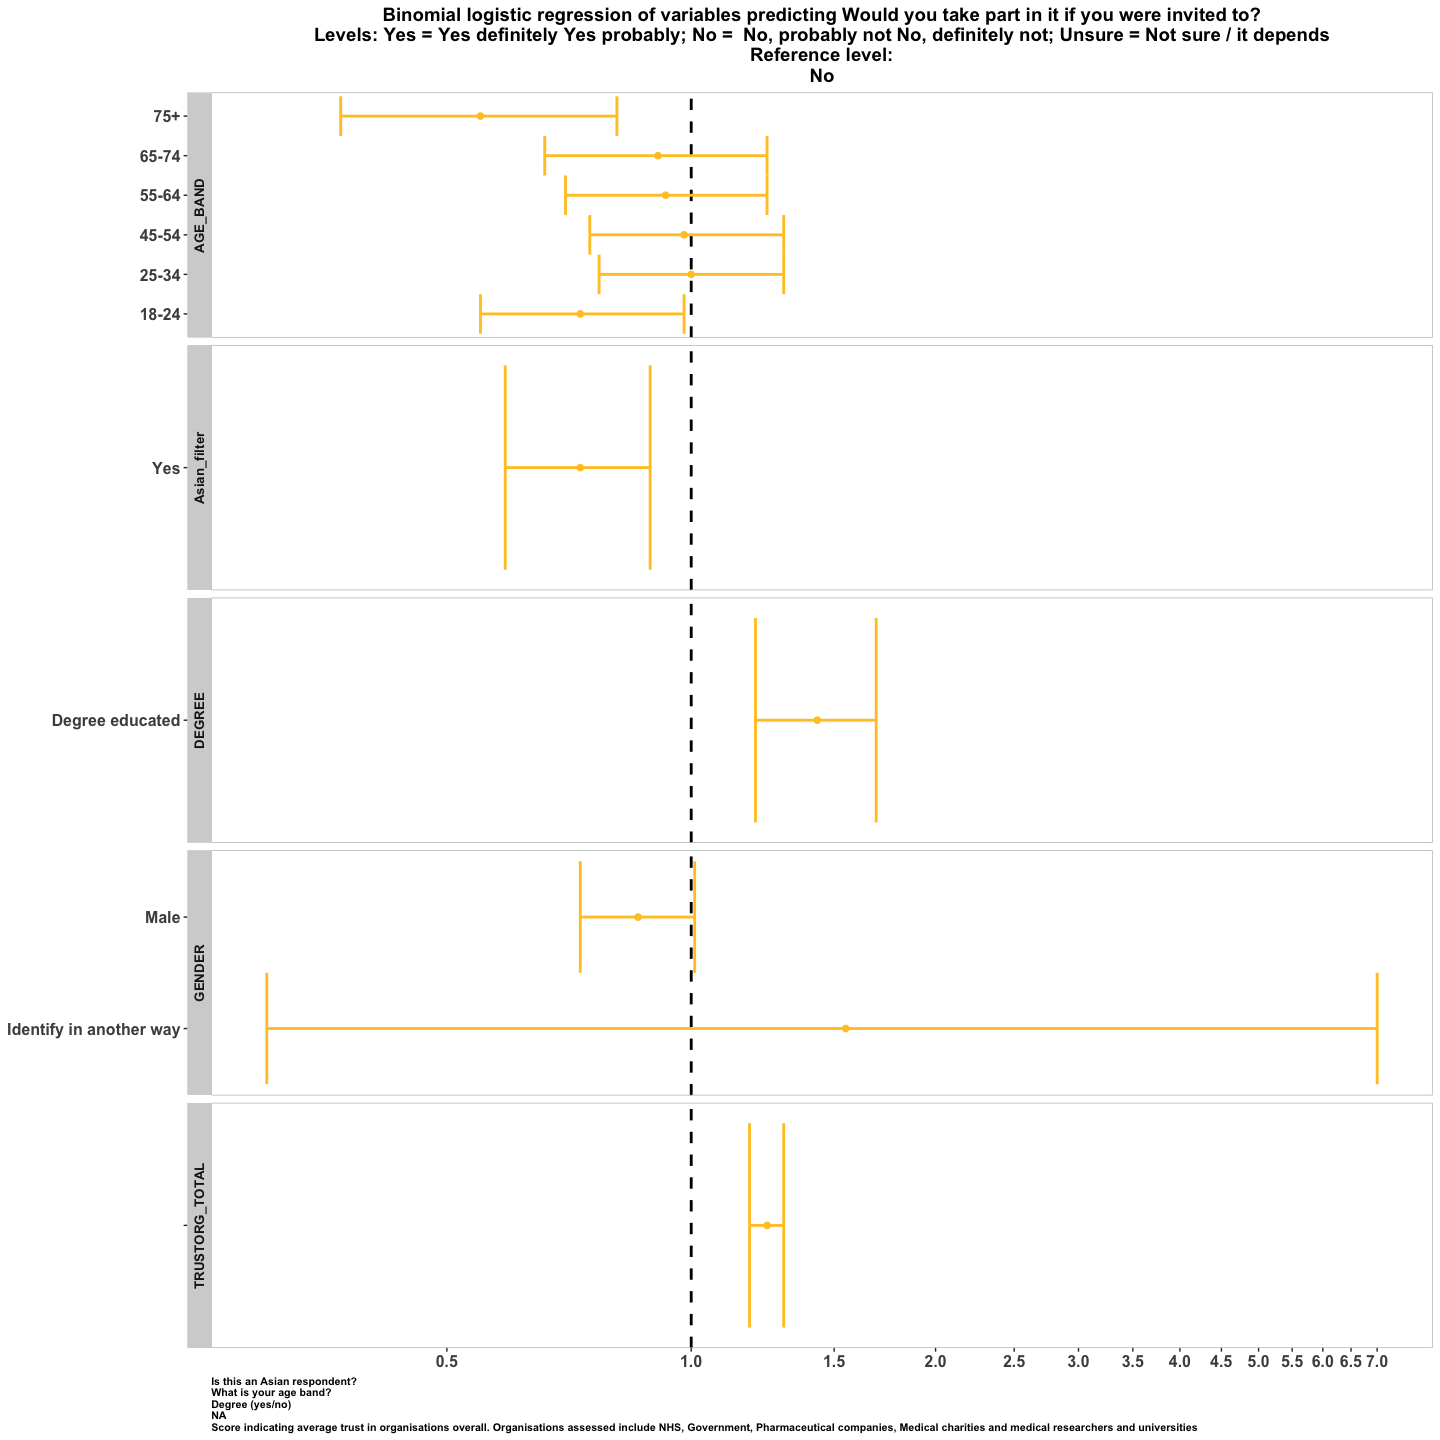 Binomial logistic regression of variables predicting Would you take part in it if you were invited to?
Levels: Yes = Yes definitely Yes probably; No =  No, probably not No, definitely not; Unsure = Not sure / it depends
Reference level:
No
AGE_BAND
75+
65-74
55-64
45-54
25-34
18-24
Asian_filter
Yes
DEGREE
Degree educated
GENDER
Male
Identify in another way
TRUSTORG_TOTAL
0.5 1.0 1.5 2.0 2.5 3.0 3.5 4.0 4.5 5.0 5.5 6.0 6.5 7.0
Is this an Asian respondent?
What is your age band?
Degree (yes/no)
NA
Score indicating average trust in organisations overall. Organisations assessed include NHS, Government, Pharmaceutical companies, Medical charities and medical researchers and universities